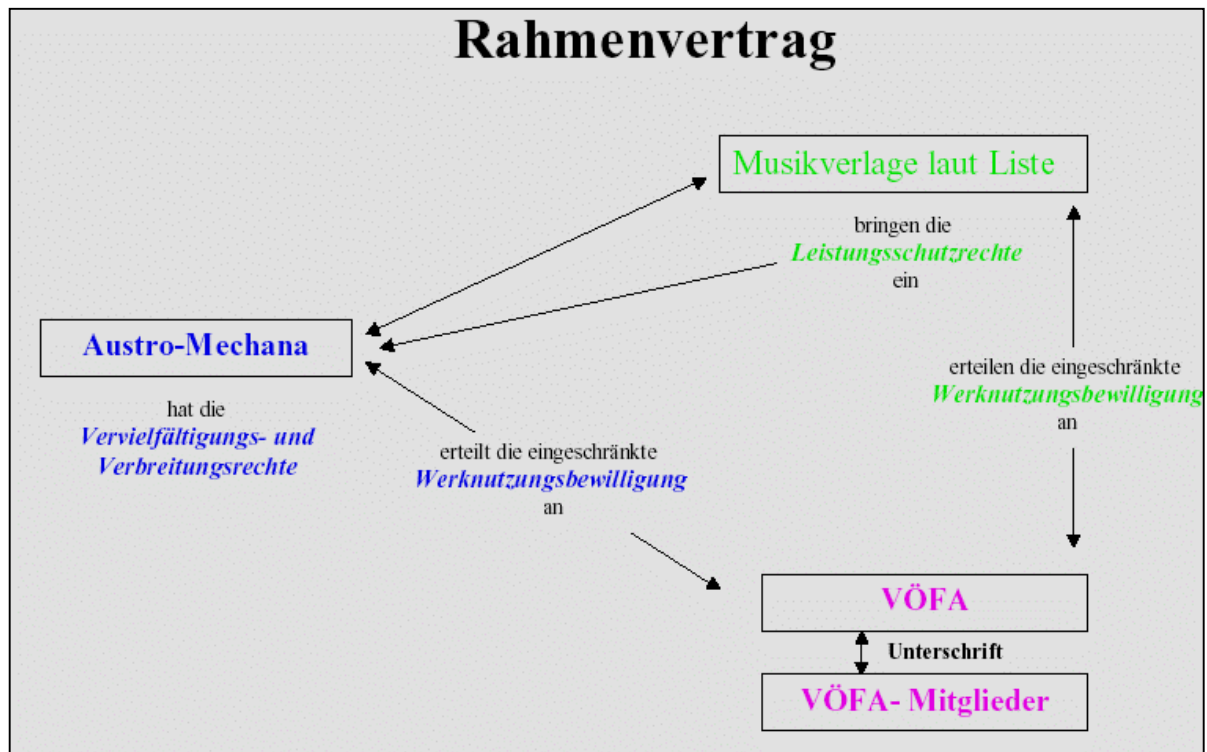 Rahmenvertrag
Musikverlage laut Liste
bringen die
Leistungsschutzrechte
ein
Austro-Mechana
hat die
Vervielfältigungs- und
Verbreitungsrechte
erteilt die eingeschränkte
Werknutzungsbewilligung
an
erteilen die eingeschränkte
Werknutzungsbewilligung
an
VÖFA
Unterschrift
VÖFA- Mitglieder